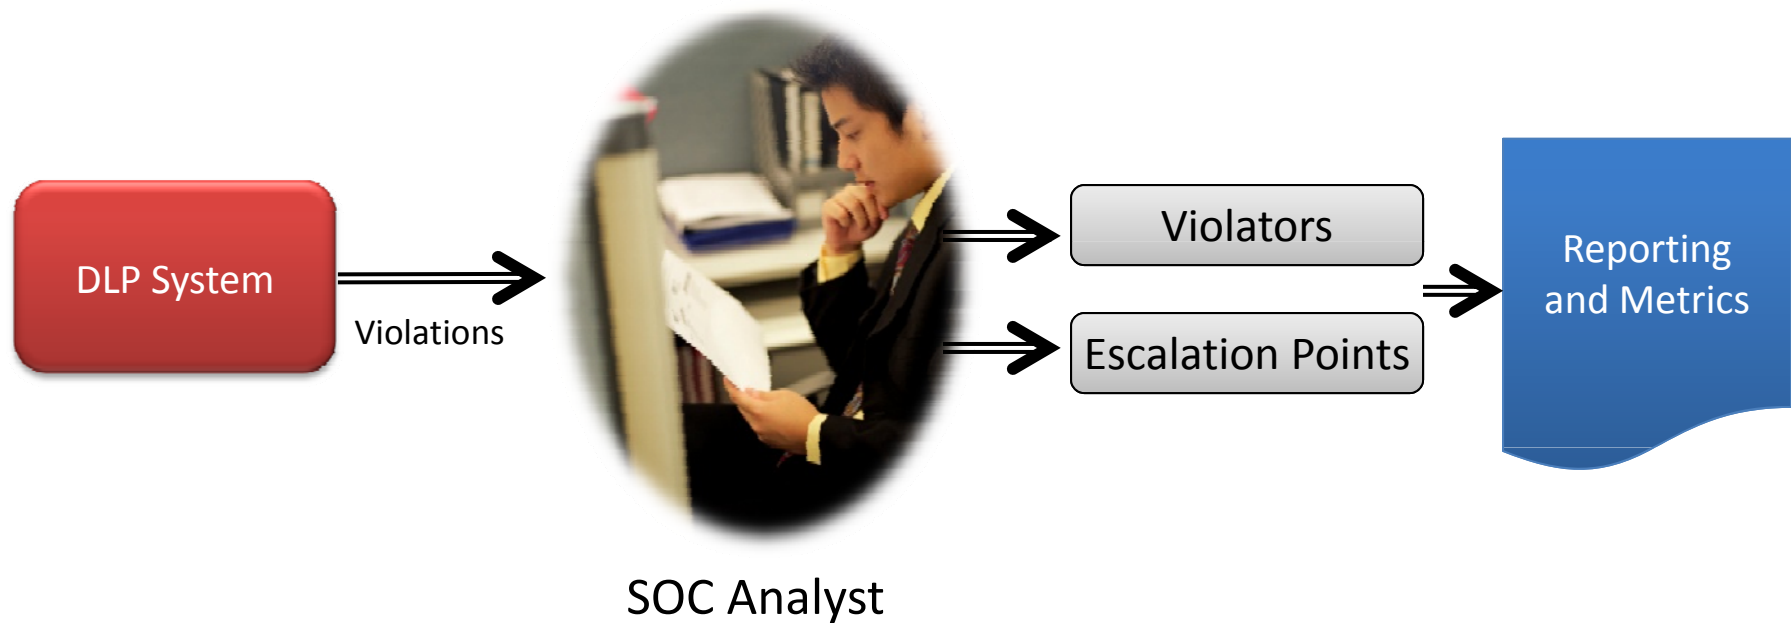 DLP System
Violations
SOC Analyst
Violators
Escalation Points
Reporting
and Metrics